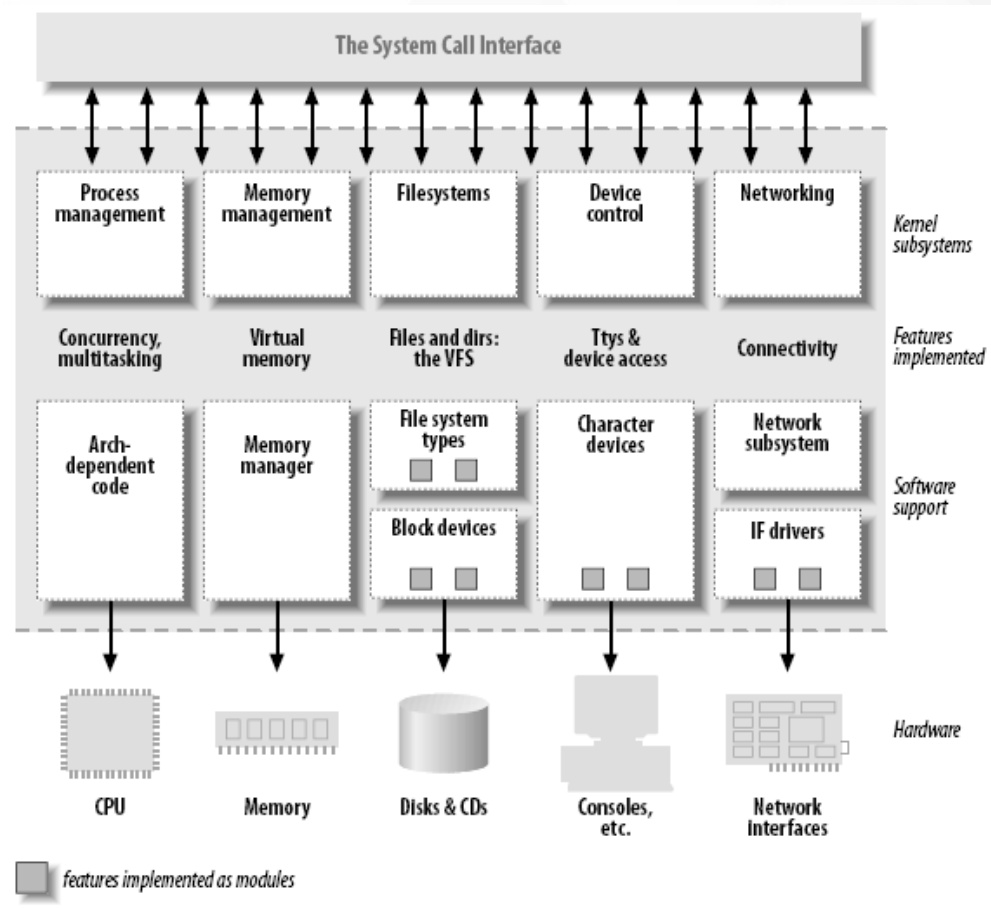 The System Call Interface
Process
management
Memory
management
Filesystems
Device
control
Networking
Kernel
subsystems
Concurrency,
multitasking
Virtual
memory
Files and dirs:
the VFS
Ttys &
device access
Connectivity
Features
implemented
Arch-
dependent
code
Memory
manager
File system
types
Block devices
Character
devices
Network
subsystem
IF drivers
Software
support
CPU
Memory
Disks & CDs
Consoles,
etc.
Network
interfaces
Hardware
features implemented as modules